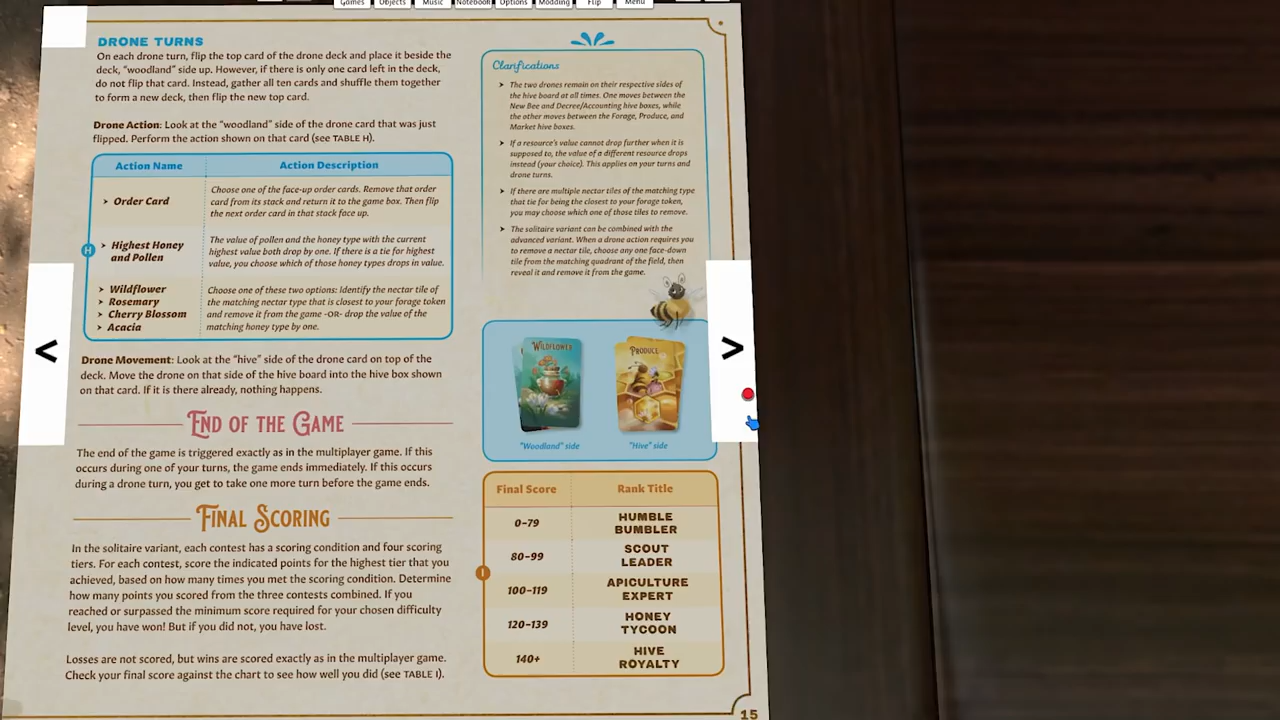 Games Objects Music Notebook Options Modding Flip Menu
DRONE TURNS
On each drone turn, flip the top card of the drone deck and place it beside the
deck, “woodland” side up. However, if there is only one card left in the deck,
do not flip that card. Instead, gather all ten cards and shuffle them together
to form a new deck, then flip the new top card.
Drone Action: Look at the “woodland” side of the drone card that was just
flipped. Perform the action shown on that card (see TABLE H).
Action Name Action Description
➤ Order Card
Choose one of the face-up order cards. Remove that order
card from its stack and return it to the game box. Then flip
the next order card in that stack face up.
H
➤ Highest Honey
and Pollen
The value of pollen and the honey type with the current
highest value both drop by one. If there is a tie for highest
value, you choose which of those honey types drops in value.
➤ Wildflower
➤ Rosemary
➤ Cherry Blossom
➤ Acacia
Choose one of these two options: Identify the nectar tile of
the matching nectar type that is closest to your forage token
and remove it from the game -OR- drop the value of the
matching honey type by one.
Drone Movement: Look at the “hive” side of the drone card on top of the
deck. Move the drone on that side of the hive board into the hive box shown
on that card. If it is there already, nothing happens.
END OF THE GAME
The end of the game is triggered exactly as in the multiplayer game. If this
occurs during one of your turns, the game ends immediately. If this occurs
during a drone turn, you get to take one more turn before the game ends.
FINAL SCORING
In the solitaire variant, each contest has a scoring condition and four scoring
tiers. For each contest, score the indicated points for the highest tier that you
achieved, based on how many times you met the scoring condition. Determine
how many points you scored from the three contests combined. If you
reached or surpassed the minimum score required for your chosen difficulty
level, you have won! But if you did not, you have lost.
Losses are not scored, but wins are scored exactly as in the multiplayer game.
Check your final score against the chart to see how well you did (see TABLE I).
Clarifications
➤ The two drones remain on their respective sides of
the hive board at all times. One moves between the
New Bee and Decree/Accounting hive boxes, while
the other moves between the Forage, Produce, and
Market hive boxes.
➤ If a resource's value cannot drop further when it is
supposed to, the value of a different resource drops
instead (your choice). This applies on your turns and
drone turns.
➤ If there are multiple nectar tiles of the matching type
that tie for being the closest to your forage token,
you may choose which one of those tiles to remove.
➤ The solitaire variant can be combined with the
advanced variant. When a drone action requires you
to remove a nectar tile, choose any one face-down
tile from the matching quadrant of the field, then
reveal it and remove it from the game.
WILDFLOWER
PRODUCE
“Woodland” side “Hive” side
Final Score Rank Title
0–79 HUMBLE
BUMBLER
80–99 SCOUT
LEADER
I
100–119 APICULTURE
EXPERT
120–139 HONEY
TYCOON
140+ HIVE
ROYALTY
15
<
>